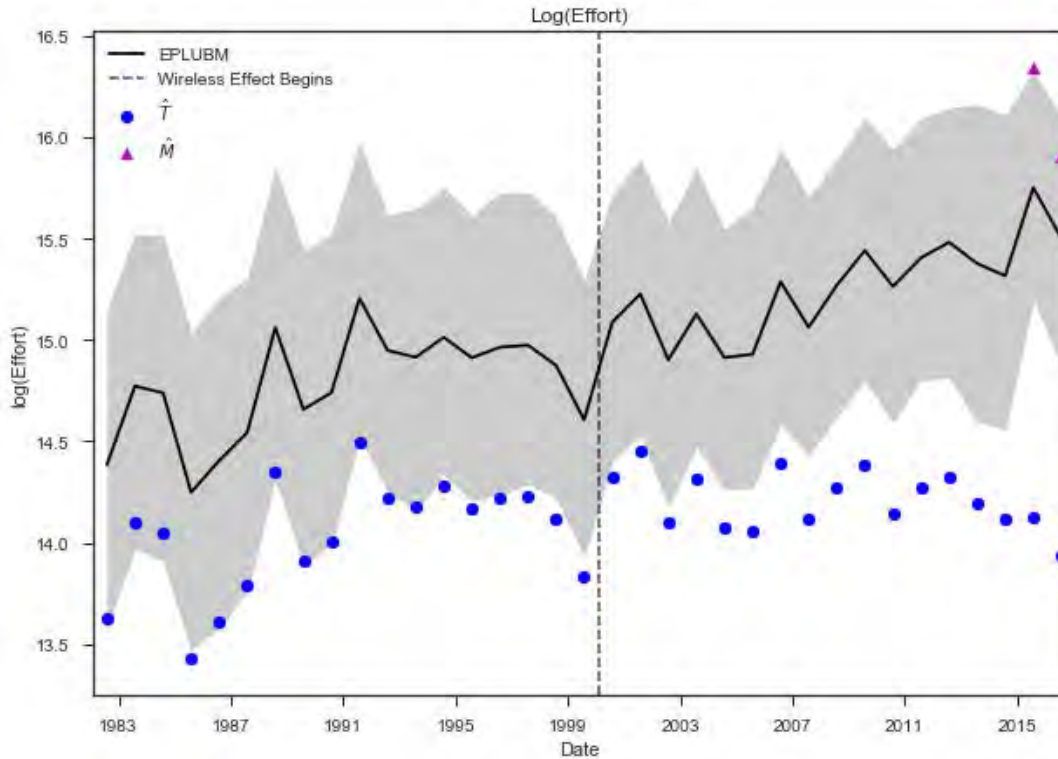 Log(Effort)
16.5
16.0
15.5
15.0
14.5
14.0
13.5
log(Effort)
EPLUBM
Wireless Effect Begins
T̂
M̂
1983 1987 1991 1995 1999 2003 2007 2011 2015
Date